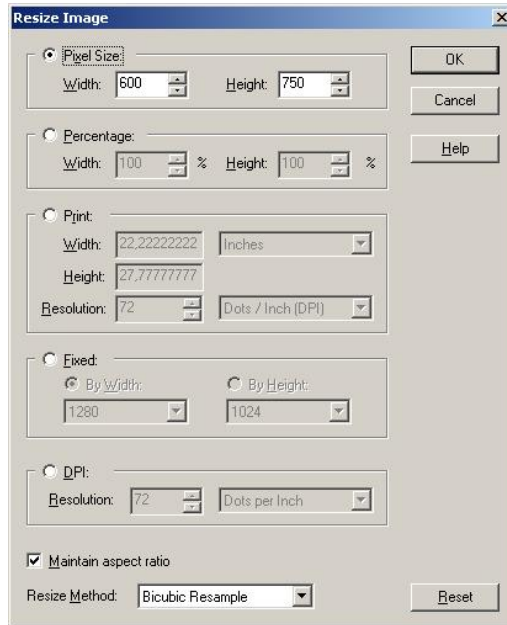 Resize Image
Pixel Size:
OK
Width: 600 Height: 750
Cancel
Percentage:
Help
Width: 100 % Height: 100 %
Print:
Width: 22,22222222 Inches
Height: 27,77777777
Resolution: 72 Dots / Inch (DPI)
Fixed:
By Width: By Height:
1280 1024
DPI:
Resolution: 72 Dots per Inch
Maintain aspect ratio
Resize Method: Bicubic Resample Reset